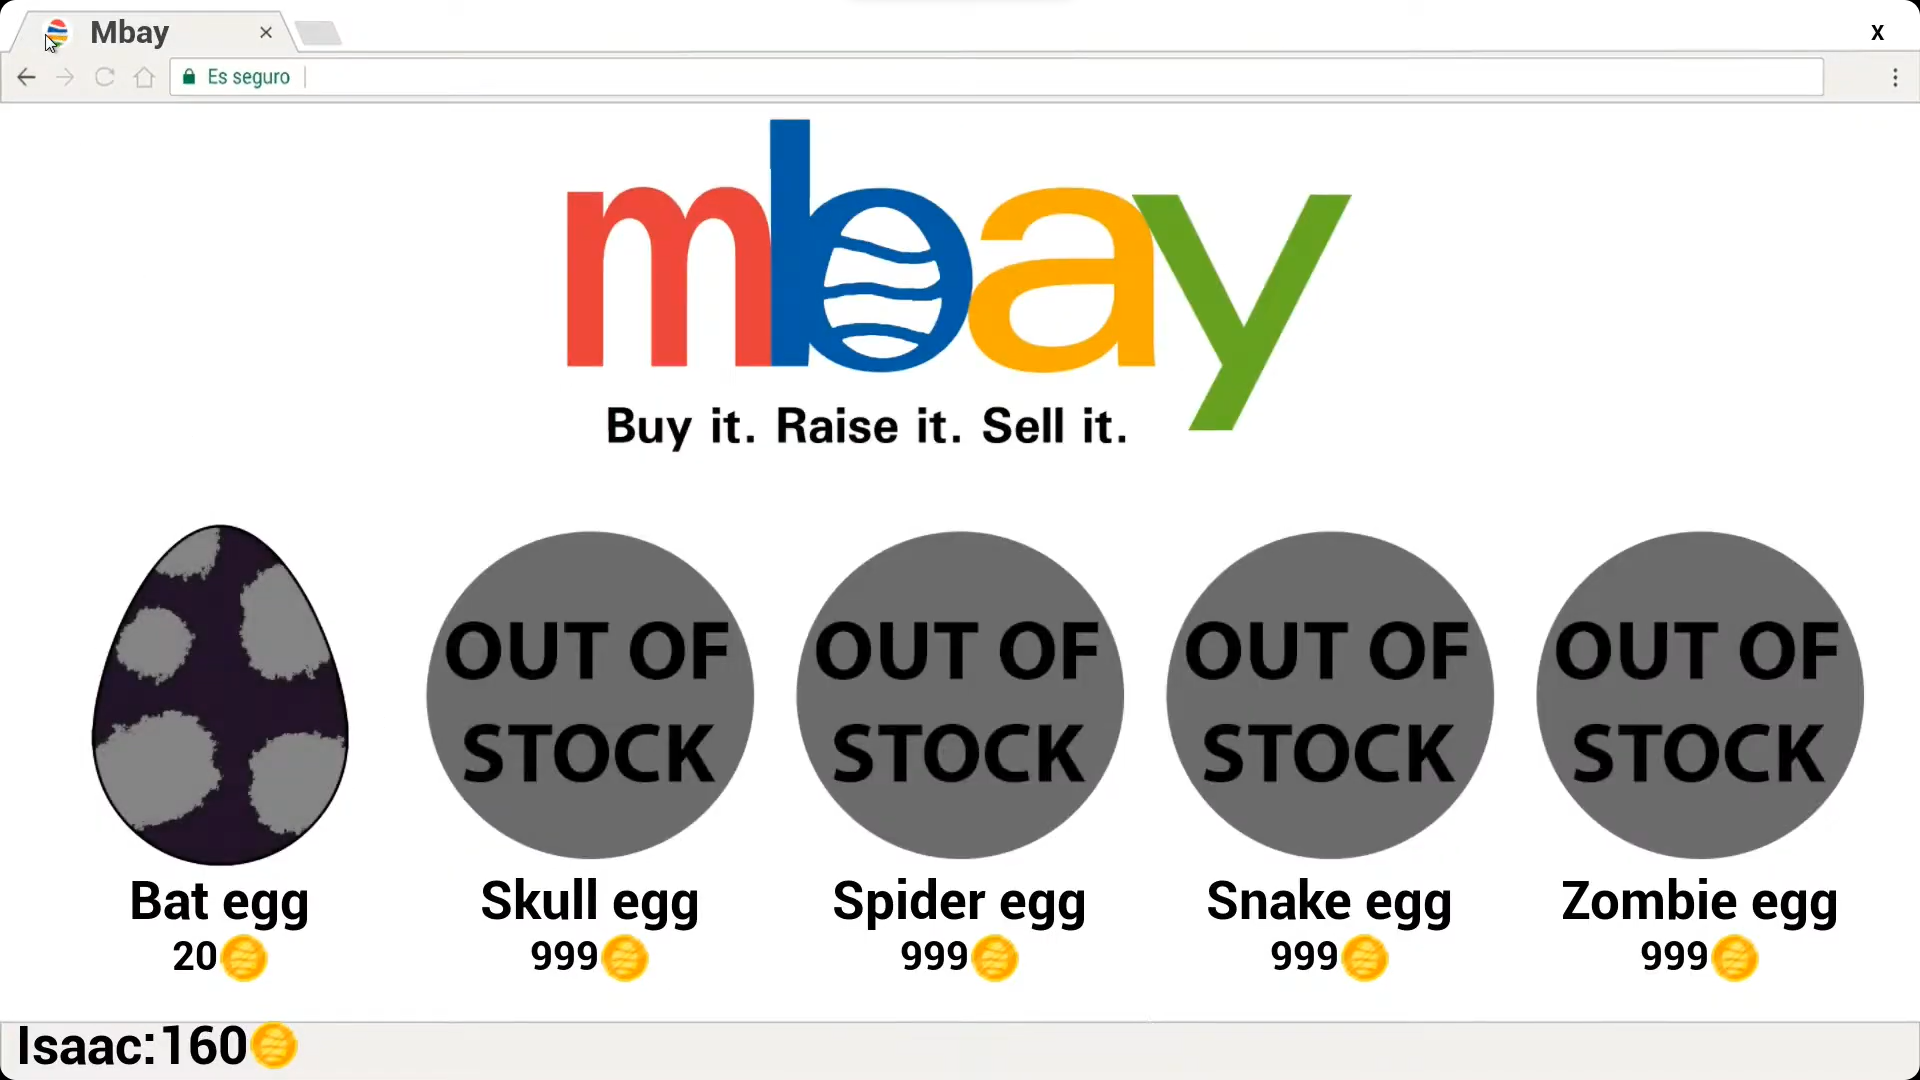 Mbay
x
Es seguro
mbay
Buy it. Raise it. Sell it.
OUT OF
STOCK
OUT OF
STOCK
OUT OF
STOCK
OUT OF
STOCK
Bat egg
Skull egg
Spider egg
Snake egg
Zombie egg
20
999
999
999
999
Isaac:160